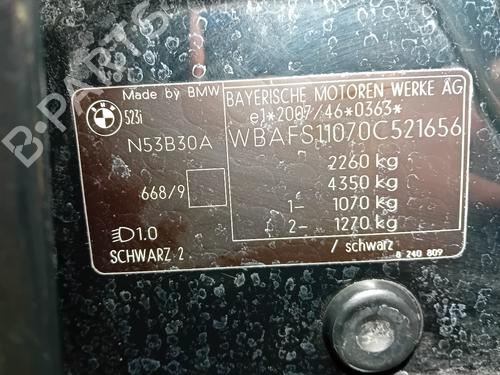 Made by BMW
BMW
523i
N53B30A
668/9
1.0
SCHWARZ 2
BAYERISCHE MOTOREN WERKE AG
e1*2007/46*0363*
WBAFS11070C521656
2260 kg
4350 kg
1- 1070 kg
2- 1270 kg
/ schwarz
8 240 809
B-PARTS